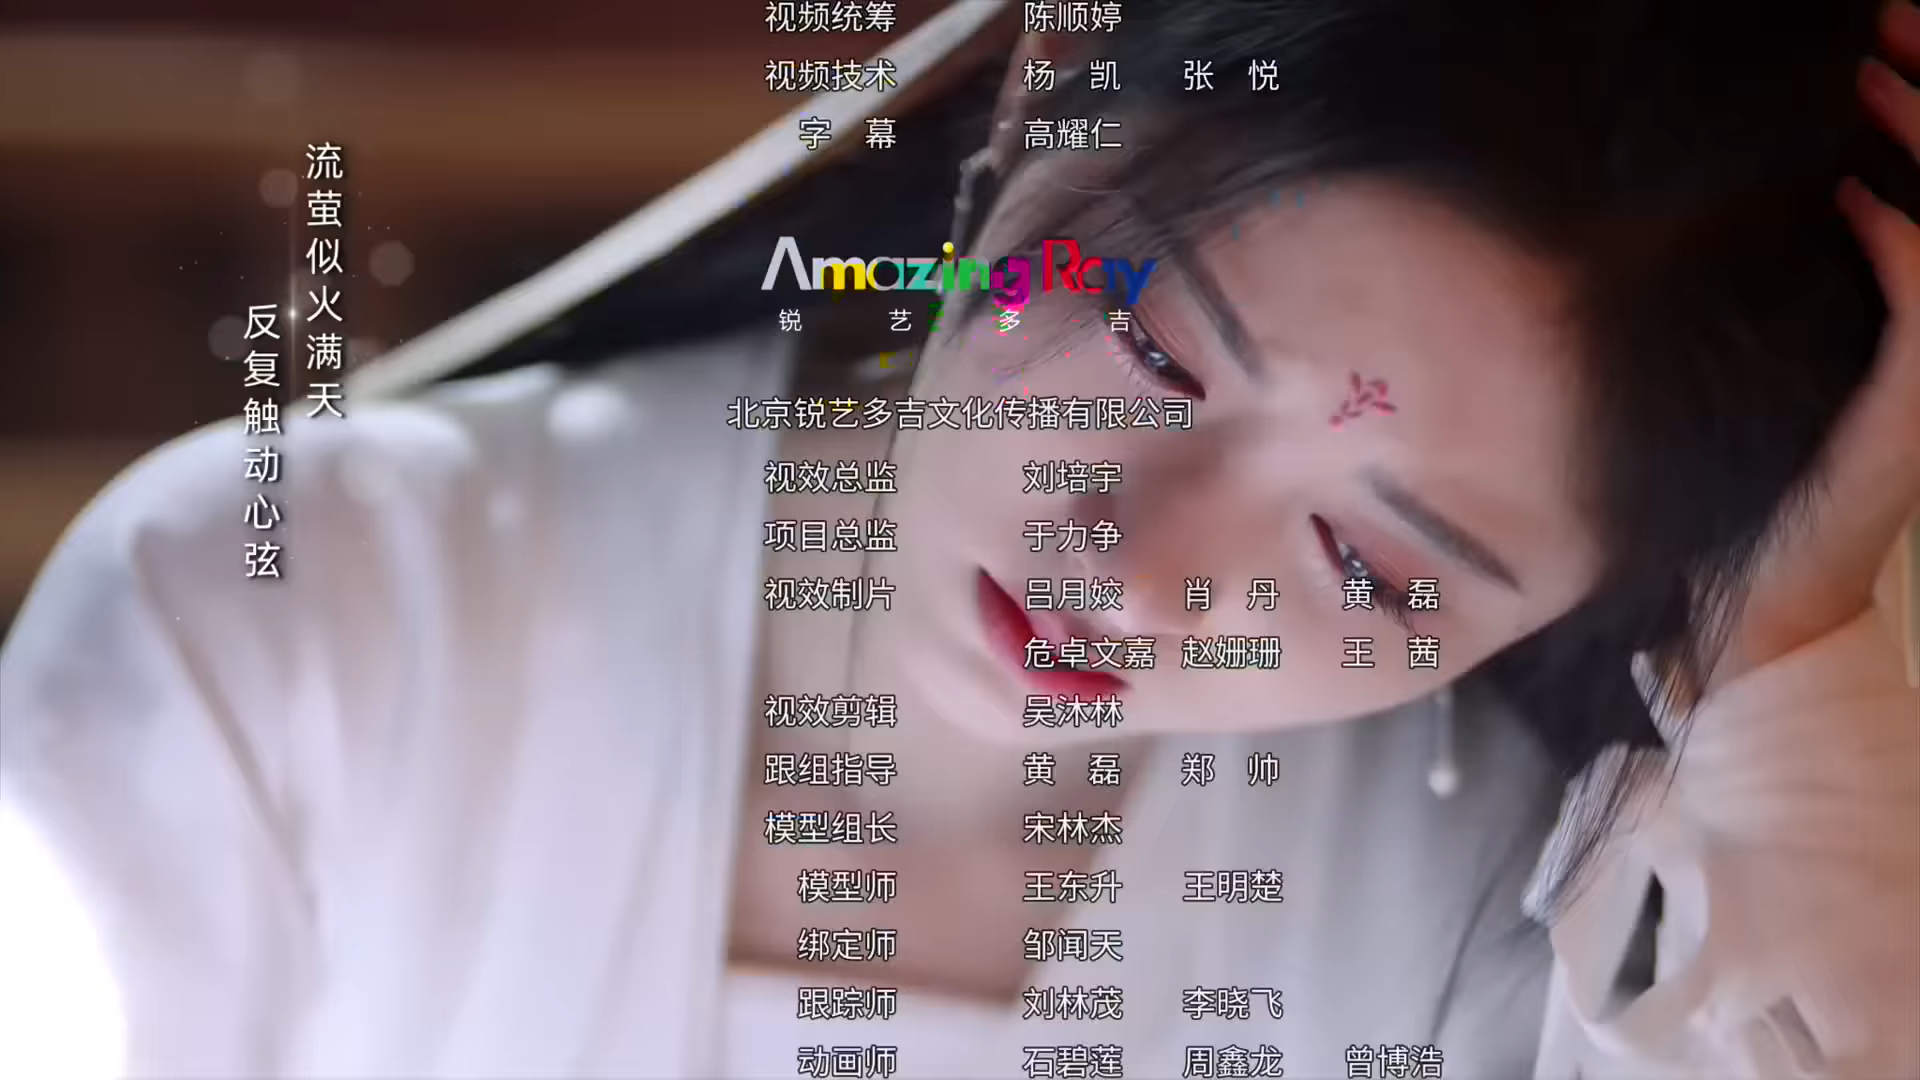 视频统筹 陈顺婷
视频技术 杨 凯 张 悦
字 幕 高耀仁
流萤似火满天
反复触动心弦
Amazing Ray
锐 艺 多 吉
北京锐艺多吉文化传播有限公司
视效总监 刘培宇
项目总监 于力争
视效制片 吕月姣 肖 丹 黄 磊
危卓文嘉 赵姗珊 王 茜
视效剪辑 吴沐林
跟组指导 黄 磊 郑 帅
模型组长 宋林杰
模型师 王东升 王明楚
绑定师 邹闻天
跟踪师 刘林茂 李晓飞
动画师 石碧莲 周鑫龙 曾博浩